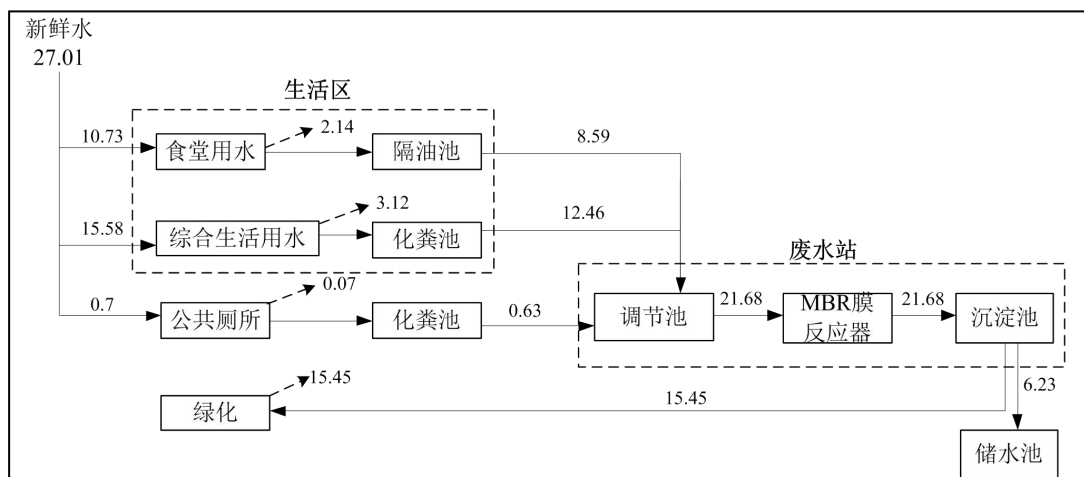 新鲜水
27.01
生活区
10.73
食堂用水
2.14
隔油池
8.59
15.58
综合生活用水
3.12
化粪池
12.46
废水站
0.7
公共厕所
0.07
化粪池
0.63
调节池
21.68
MBR膜
反应器
21.68
沉淀池
绿化
15.45
15.45
6.23
储水池